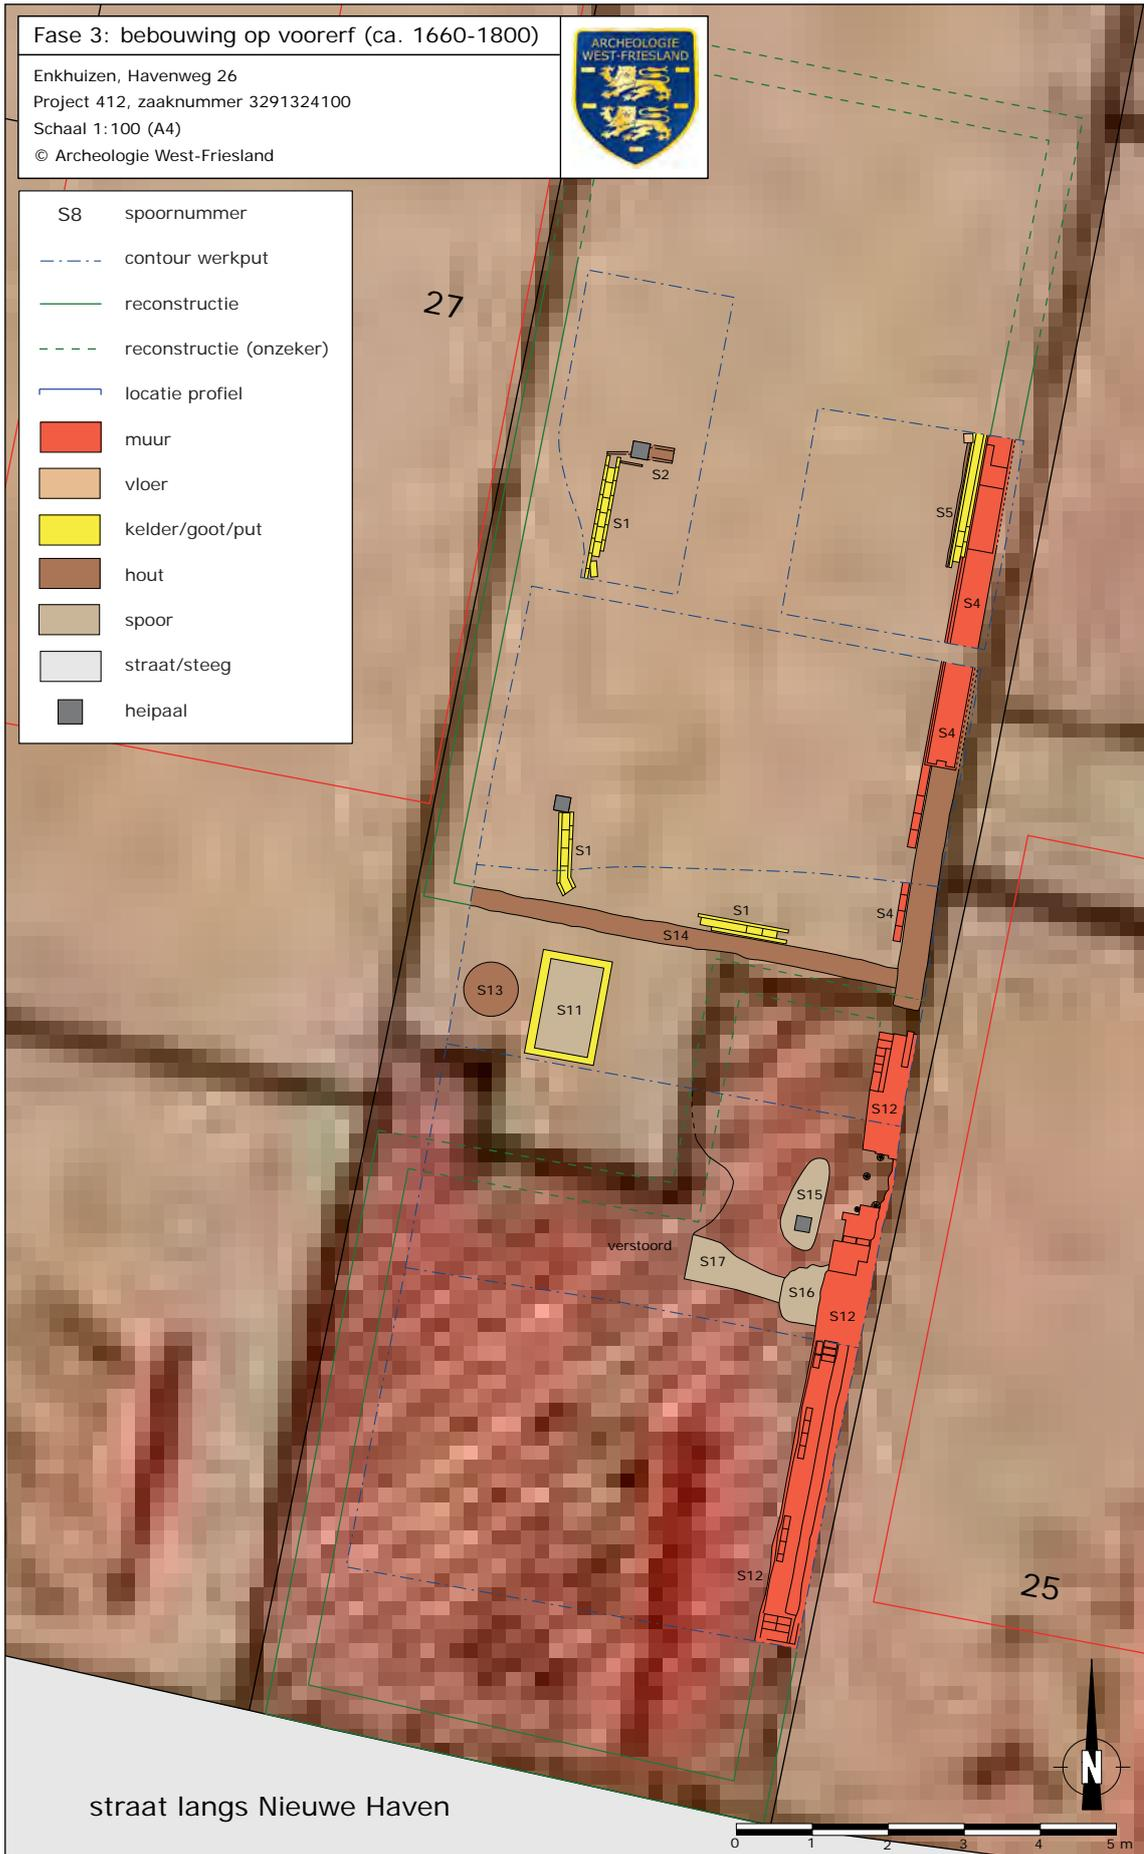 Fase 3: bebouwing op voorerf (ca. 1660-1800)
Enkhuizen, Havenweg 26
Project 412, zaaknummer 3291324100
Schaal 1:100 (A4)
© Archeologie West-Friesland
ARCHEOLOGIE
WEST-FRIESLAND
S8 spoornummer
contour werkput
reconstructie
reconstructie (onzeker)
locatie profiel
muur
vloer
kelder/goot/put
hout
spoor
straat/steeg
heipaal
27
S2
S1
S5
S4
S4
S1
S4
S1
S14
S13
S11
S12
S15
verstoord
S17
S16
S12
S12
25
N
straat langs Nieuwe Haven
0 1 2 3 4 5 m